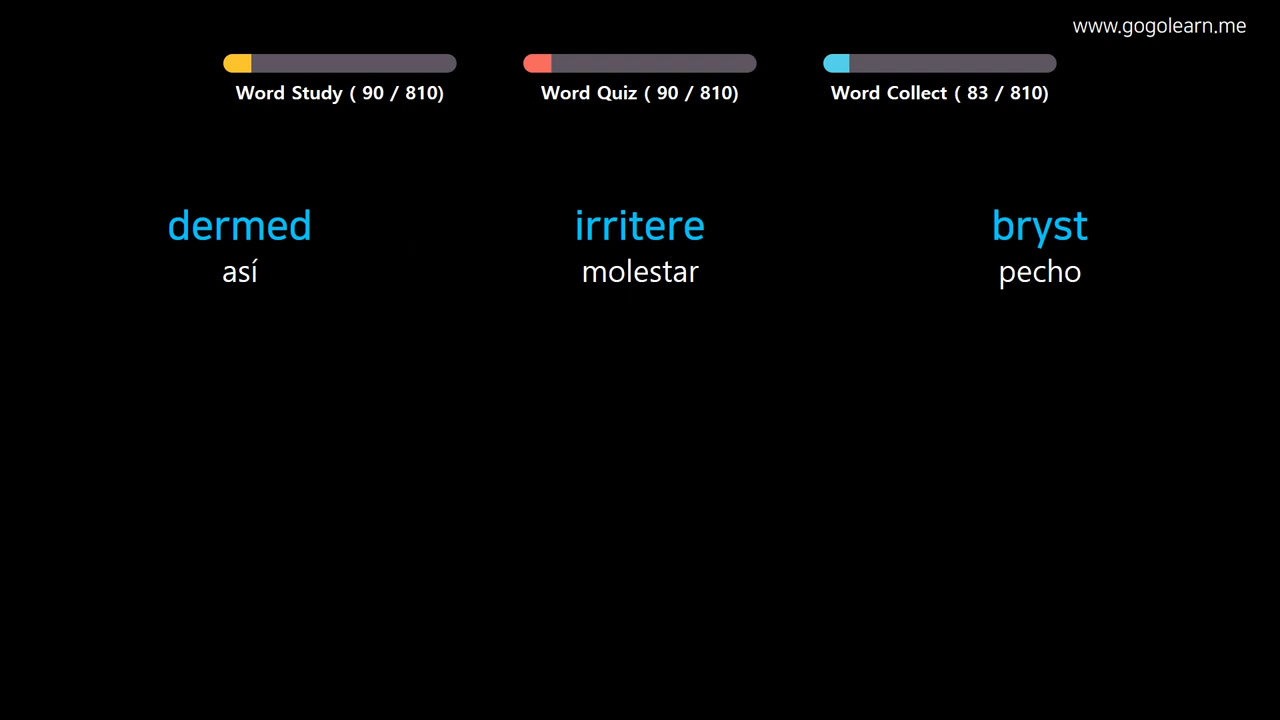 www.gogolearn.me
Word Study ( 90 / 810)
Word Quiz ( 90 / 810)
Word Collect ( 83 / 810)
dermed
así
irritere
molestar
bryst
pecho